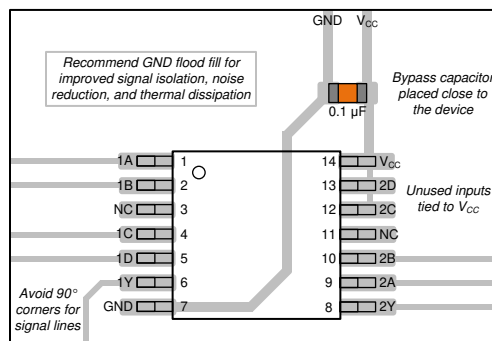 GND VCC
Recommend GND flood fill for
improved signal isolation, noise
reduction, and thermal dissipation
Bypass capacitor
placed close to
the device
0.1 µF
1A 1 14 VCC
1B 2 13 2D
Unused inputs
tied to VCC
NC 3 12 2C
1C 4 11 NC
1D 5 10 2B
1Y 6 9 2A
GND 7 8 2Y
Avoid 90°
corners for
signal lines